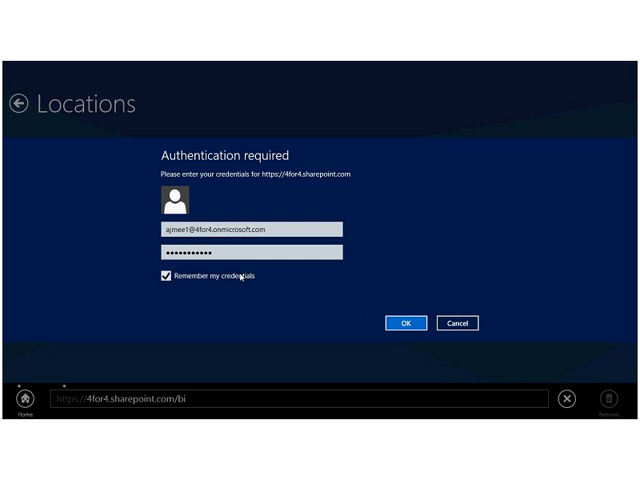 Locations
Authentication required
Please enter your credentials for https://4for4.sharepoint.com
ajmee1@4for4.onmicrosoft.com
•••••••••••
Remember my credentials
OK
Cancel
https://4for4.sharepoint.com/bi
Home
Remove